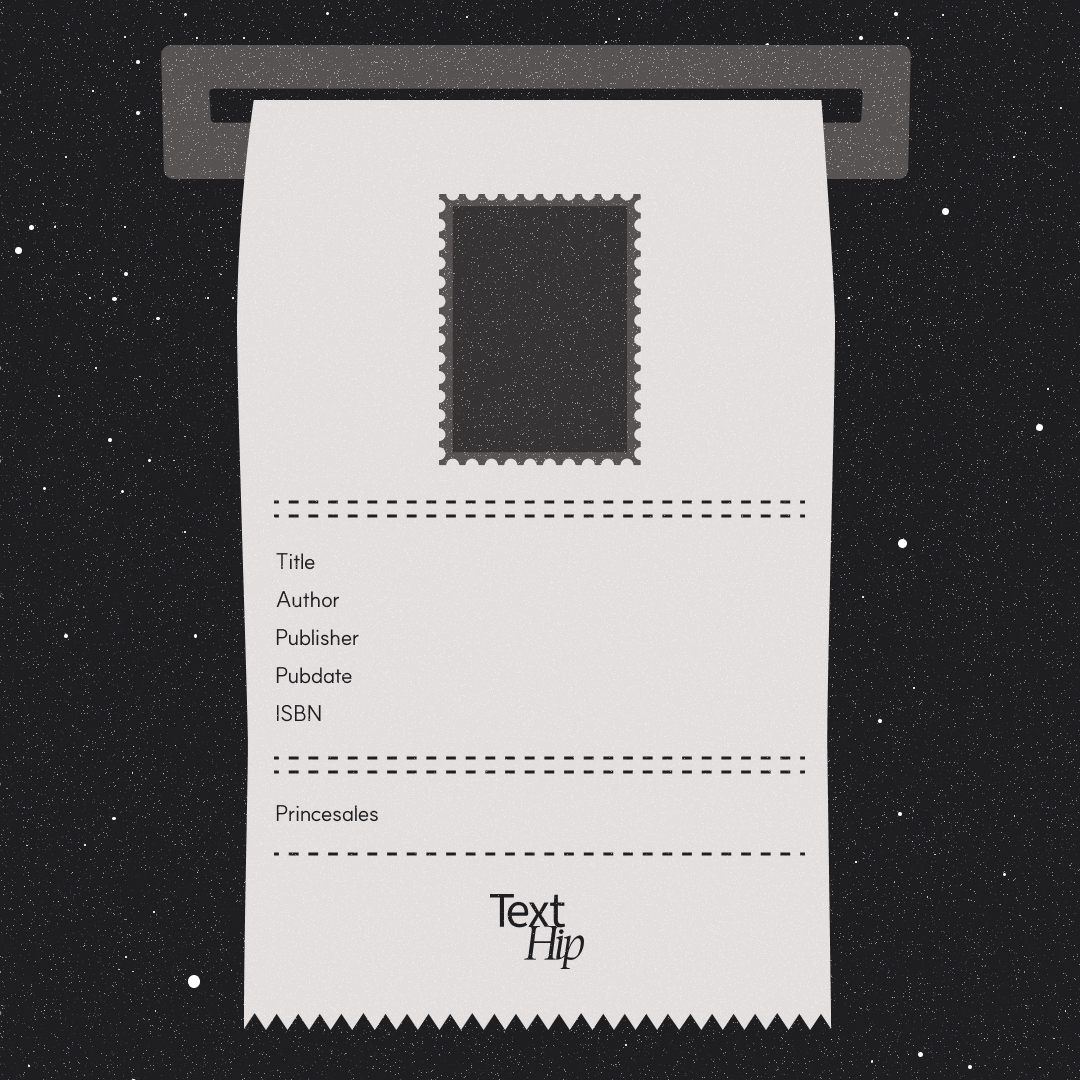 Title
Author
Publisher
Pubdate
ISBN
Princesales
Text
Hip